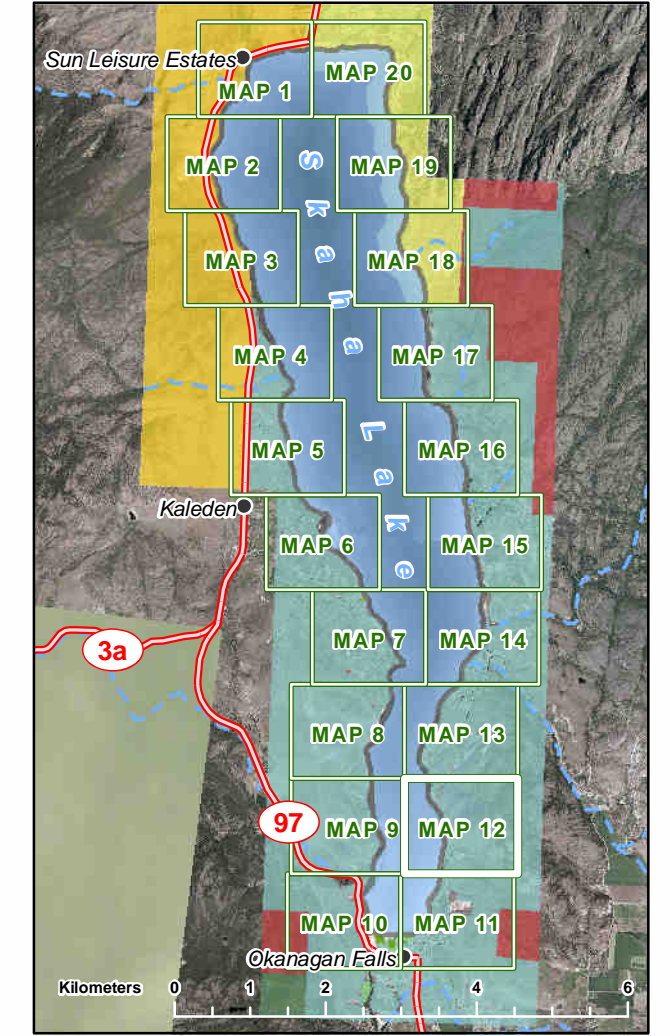 Sun Leisure Estates
MAP 1
MAP 20
MAP 2
MAP 19
MAP 3
MAP 18
MAP 4
MAP 17
MAP 5
MAP 16
Skaha Lake
Kaleden
MAP 6
MAP 15
3a
MAP 7
MAP 14
MAP 8
MAP 13
97
MAP 9
MAP 12
MAP 10
MAP 11
Okanagan Falls
Kilometers 0 1 2 4 6